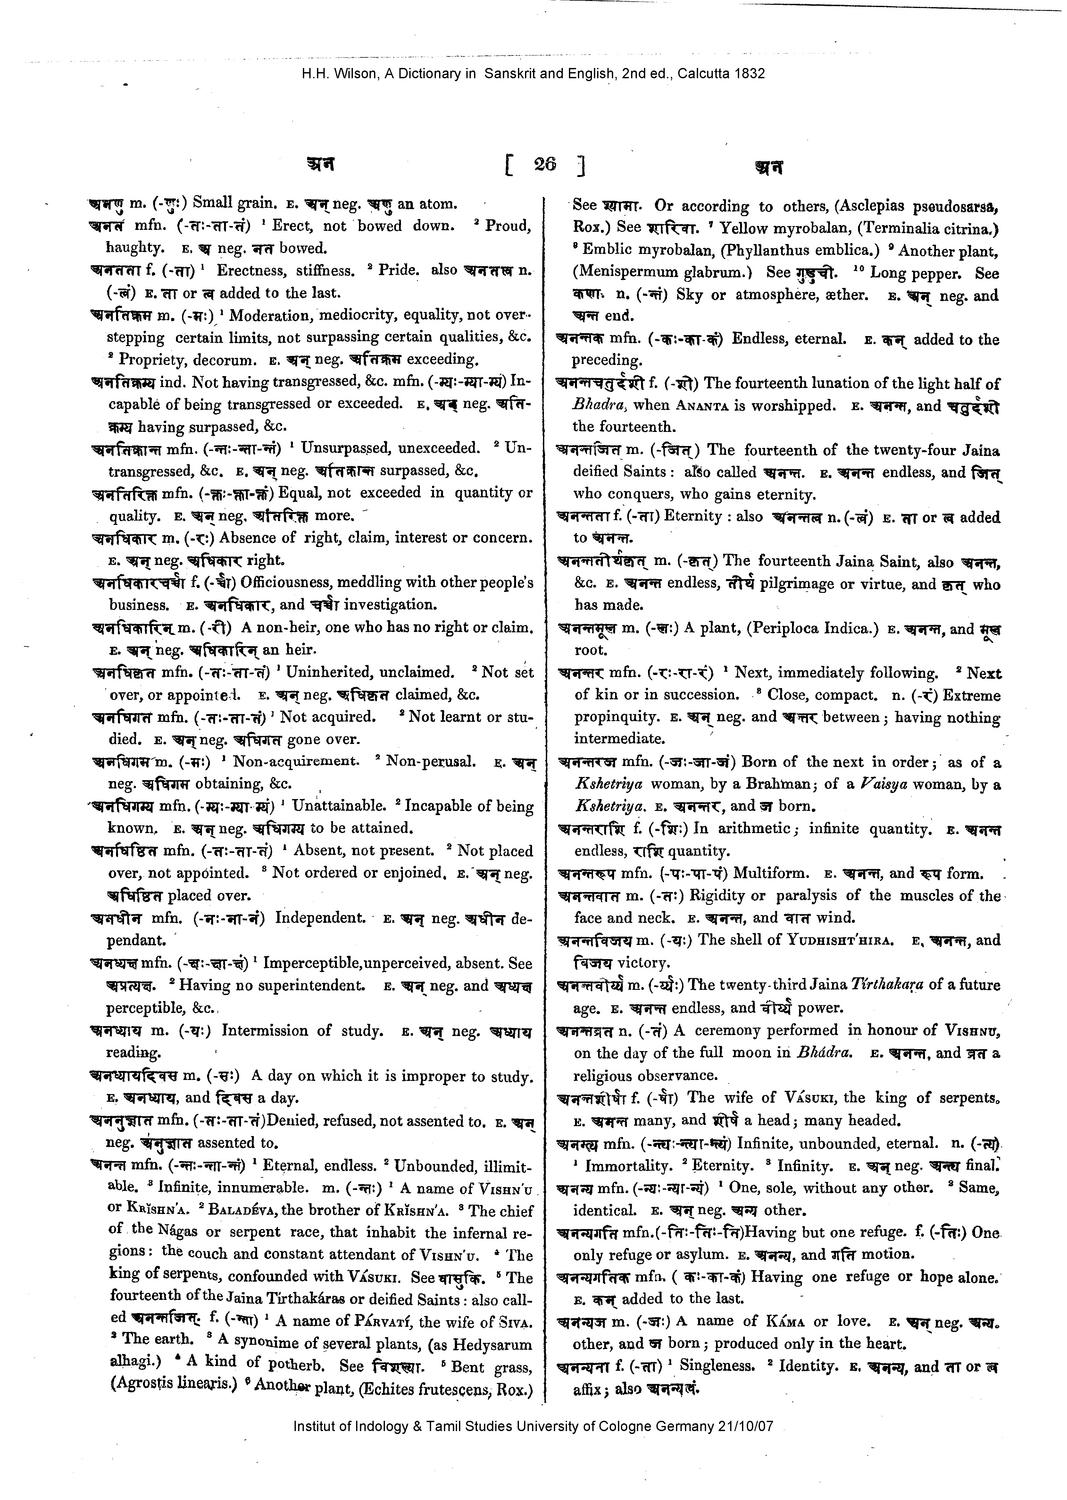 H.H. Wilson, A Dictionary in Sanskrit and English, 2nd ed., Calcutta 1832
अन [ 26 ] अन
अनणु m. (-णुः) Small grain. E. अन् neg. अणु an atom.
अनत mfn. (-तः-ता-तं) ¹ Erect, not bowed down. ² Proud,
haughty. E. अ neg. नत bowed.
अनतता f. (-ता) ¹ Erectness, stiffness. ² Pride. also अनतत्व n.
(-त्वं) E. ता or त्व added to the last.
अनतिक्रम m. (-मः) ¹ Moderation, mediocrity, equality, not over-
stepping certain limits, not surpassing certain qualities, &c.
² Propriety, decorum. E. अन् neg. अतिक्रम exceeding.
अनतिक्रम्य ind. Not having transgressed, &c. mfn. (-म्यः-म्या-म्यं) In-
capable of being transgressed or exceeded. E. अन् neg. अति-
क्रम्य having surpassed, &c.
अनतिक्रान्त mfn. (-न्तः-न्ता-न्तं) ¹ Unsurpassed, unexceeded. ² Un-
transgressed, &c. E. अन् neg. अतिक्रान्त surpassed, &c.
अनतिरिक्त mfn. (-क्तः-क्ता-क्तं) Equal, not exceeded in quantity or
quality. E. अन् neg. अतिरिक्त more.
अनधिकार m. (-रः) Absence of right, claim, interest or concern.
E. अन् neg. अधिकार right.
अनधिकारचर्चा f. (-र्चा) Officiousness, meddling with other people's
business. E. अनधिकार, and चर्चा investigation.
अनधिकारिन् m. (-री) A non-heir, one who has no right or claim.
E. अन् neg. अधिकारिन् an heir.
अनधिकृत mfn. (-तः-ता-तं) ¹ Uninherited, unclaimed. ² Not set
over, or appointed. E. अन् neg. अधिकृत claimed, &c.
अनधिगत mfn. (-तः-ता-तं) ¹ Not acquired. ² Not learnt or stu-
died. E. अन् neg. अधिगत gone over.
अनधिगम m. (-मः) ¹ Non-acquirement. ² Non-perusal. E. अन्
neg. अधिगम obtaining, &c.
अनधिगम्य mfn. (-म्यः-म्या-म्यं) ¹ Unattainable. ² Incapable of being
known. E. अन् neg. अधिगम्य to be attained.
अनधिष्ठित mfn. (-तः-ता-तं) ¹ Absent, not present. ² Not placed
over, not appointed. ³ Not ordered or enjoined. E. अन् neg.
अधिष्ठित placed over.
अनधीन mfn. (-नः-ना-नं) Independent. E. अन् neg. अधीन de-
pendant.
अनध्यक्ष mfn. (-क्षः-क्षा-क्षं) ¹ Imperceptible, unperceived, absent. See
अप्रत्यक्ष. ² Having no superintendent. E. अन् neg. and अध्यक्ष
perceptible, &c.
अनध्याय m. (-यः) Intermission of study. E. अन् neg. अध्याय
reading.
अनध्यायदिवस m. (-सः) A day on which it is improper to study.
E. अनध्याय, and दिवस a day.
अननुज्ञात mfn. (-तः-ता-तं) Denied, refused, not assented to. E. अन्
neg. अनुज्ञात assented to.
अनन्त mfn. (-न्तः-न्ता-न्तं) ¹ Eternal, endless. ² Unbounded, illimit-
able. ³ Infinite, innumerable. m. (-न्तः) ¹ A name of VISHN'U
or KRĬSHN'A. ² BALADÉVA, the brother of KRĬSHN'A. ³ The chief
of the Nágas or serpent race, that inhabit the infernal re-
gions: the couch and constant attendant of VISHN'U. ⁴ The
king of serpents, confounded with VÁSUKI. See वासुकि. ⁵ The
fourteenth of the Jaina Tírthakáras or deified Saints: also call-
ed अनन्तजित्. f. (-न्ता) ¹ A name of PÁRVATÍ, the wife of SIVA.
² The earth. ³ A synonime of several plants, (as Hedysarum
alhagi.) ⁴ A kind of potherb. See विशल्या. ⁵ Bent grass,
(Agrostis linearis.) ⁶ Another plant, (Echites frutescens, Rox.)
See श्यामा. Or according to others, (Asclepias pseudosarsa,
Rox.) See शारिवा. ⁷ Yellow myrobalan, (Terminalia citrina.)
⁸ Emblic myrobalan, (Phyllanthus emblica.) ⁹ Another plant,
(Menispermum glabrum.) See गुडुची. ¹⁰ Long pepper. See
कणा. n. (-न्तं) Sky or atmosphere, æther. E. अन् neg. and
अन्त end.
अनन्तक mfn. (-कः-का-कं) Endless, eternal. E. कन् added to the
preceding.
अनन्तचतुर्दशी f. (-शी) The fourteenth lunation of the light half of
Bhadra, when ANANTA is worshipped. E. अनन्त, and चतुर्दशी
the fourteenth.
अनन्तजित् m. (-जित्) The fourteenth of the twenty-four Jaina
deified Saints: also called अनन्त. E. अनन्त endless, and जित्
who conquers, who gains eternity.
अनन्तता f. (-ता) Eternity: also अनन्तत्व n. (-त्वं) E. ता or त्व added
to अनन्त.
अनन्ततीर्थकृत् m. (-कृत्) The fourteenth Jaina Saint, also अनन्त,
&c. E. अनन्त endless, तीर्थ pilgrimage or virtue, and कृत् who
has made.
अनन्तमूल m. (-लः) A plant, (Periploca Indica.) E. अनन्त, and मूल
root.
अनन्तर mfn. (-रः-रा-रं) ¹ Next, immediately following. ² Next
of kin or in succession. ³ Close, compact. n. (-रं) Extreme
propinquity. E. अन् neg. and अन्तर between; having nothing
intermediate.
अनन्तरज mfn. (-जः-जा-जं) Born of the next in order; as of a
Kshetriya woman, by a Brahman; of a Vaisya woman, by a
Kshetriya. E. अनन्तर, and ज born.
अनन्तराशि f. (-शिः) In arithmetic; infinite quantity. E. अनन्त
endless, राशि quantity.
अनन्तरूप mfn. (-पः-पा-पं) Multiform. E. अनन्त, and रूप form.
अनन्तवात m. (-तः) Rigidity or paralysis of the muscles of the
face and neck. E. अनन्त, and वात wind.
अनन्तविजय m. (-यः) The shell of YUDHISHT'HIRA. E. अनन्त, and
विजय victory.
अनन्तवीर्य्य m. (-र्य्यः) The twenty-third Jaina Tírthakara of a future
age. E. अनन्त endless, and वीर्य्य power.
अनन्तव्रत n. (-तं) A ceremony performed in honour of VISHNU,
on the day of the full moon in Bhádra. E. अनन्त, and व्रत a
religious observance.
अनन्तशीर्षा f. (-र्षा) The wife of VÁSUKI, the king of serpents.
E. अनन्त many, and शीर्ष a head; many headed.
अनन्त्य mfn. (-न्त्यः-न्त्या-न्त्यं) Infinite, unbounded, eternal. n. (-न्त्यं)
¹ Immortality. ² Eternity. ³ Infinity. E. अन् neg. अन्त्य final.
अनन्य mfn. (-न्यः-न्या-न्यं) ¹ One, sole, without any other. ² Same,
identical. E. अन् neg. अन्य other.
अनन्यगति mfn. (-तिः-तिः-ति) Having but one refuge. f. (-तिः) One
only refuge or asylum. E. अनन्य, and गति motion.
अनन्यगतिक mfn. ( कः-का-कं) Having one refuge or hope alone.
E. कन् added to the last.
अनन्यज m. (-जः) A name of KÁMA or love. E. अन् neg. अन्य
other, and ज born; produced only in the heart.
अनन्यता f. (-ता) ¹ Singleness. ² Identity. E. अनन्य, and ता or त्व
affix; also अनन्यत्वं.
Institut of Indology & Tamil Studies University of Cologne Germany 21/10/07